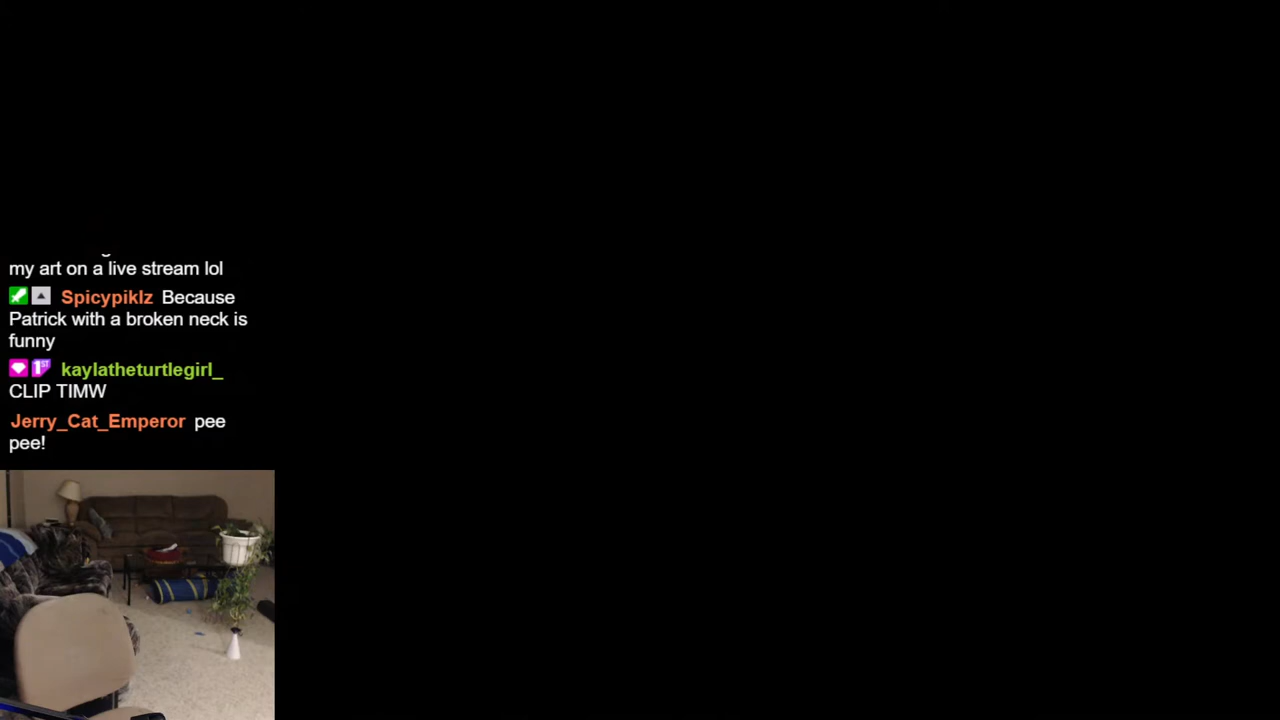 my art on a live stream lol
Spicypiklz Because
Patrick with a broken neck is
funny
1ST kaylatheturtlegirl_
CLIP TIMW
Jerry_Cat_Emperor pee
pee!